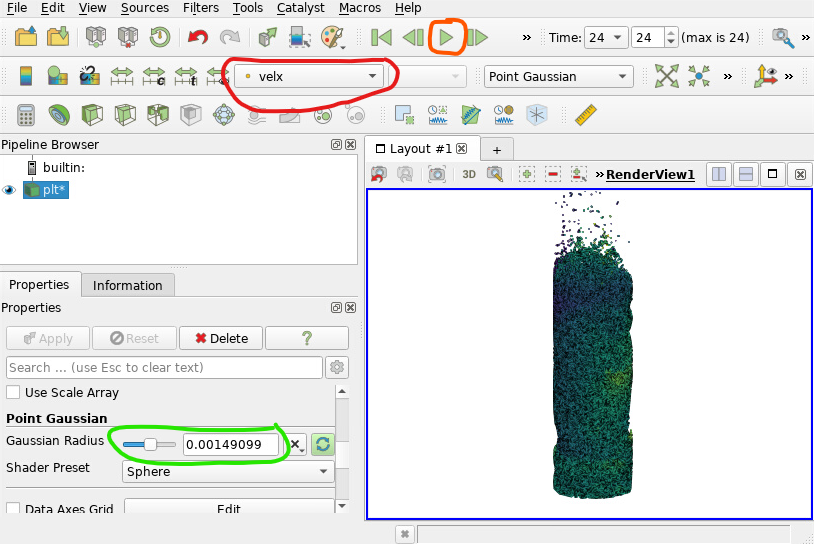 File Edit View Sources Filters Tools Catalyst Macros Help
» Time: 24 24 (max is 24) »
velx Point Gaussian » »
Pipeline Browser
Layout #1 +
builtin:
plt*
3D » RenderView1
Properties Information
Properties
Apply Reset Delete ?
Search ... (use Esc to clear text)
Use Scale Array
Point Gaussian
Gaussian Radius 0.00149099
Shader Preset Sphere
Data Axes Grid Edit